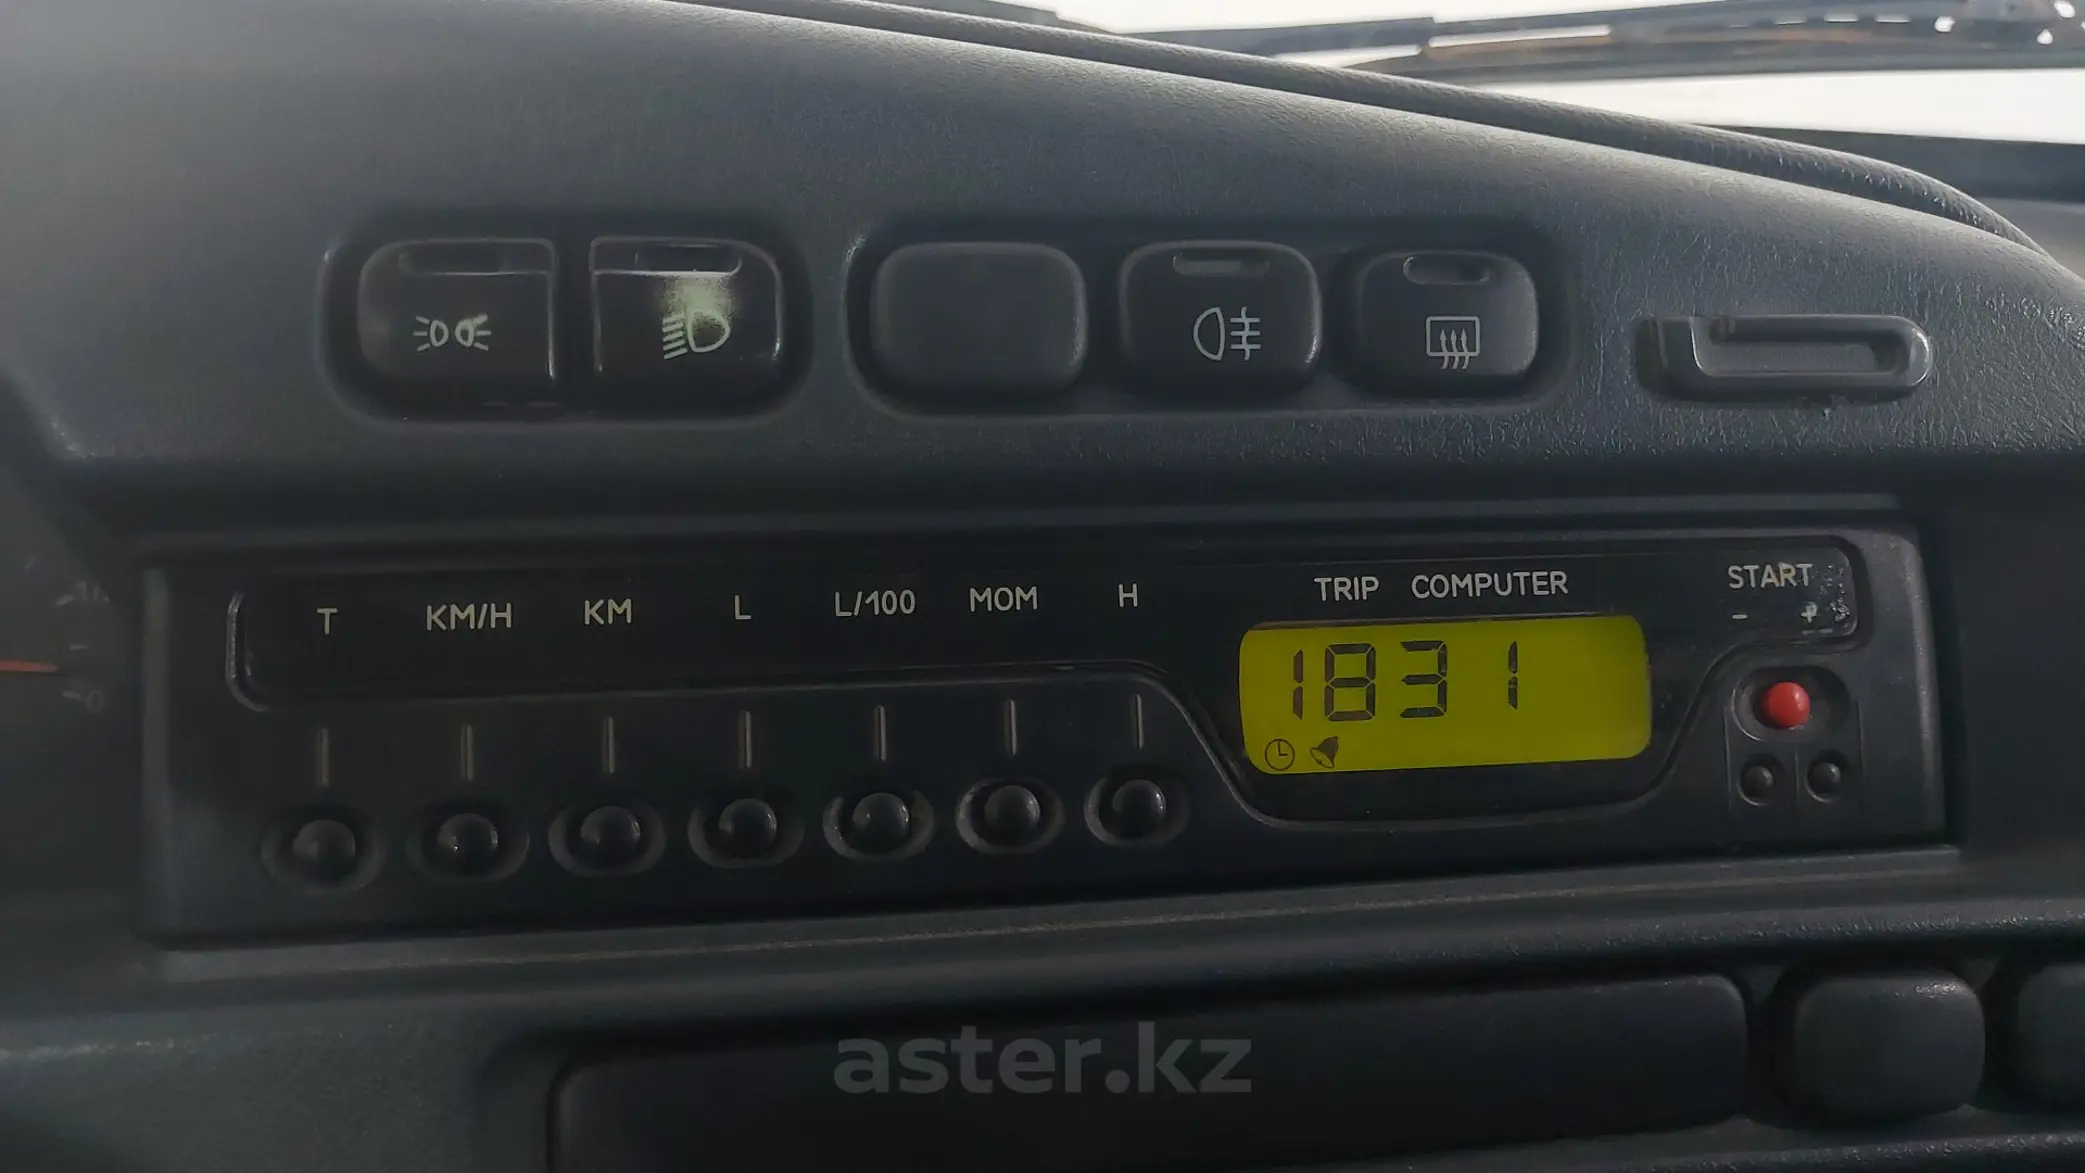 T KM/H KM L L/100 MOM H
TRIP COMPUTER
START
- +
1831
aster.kz